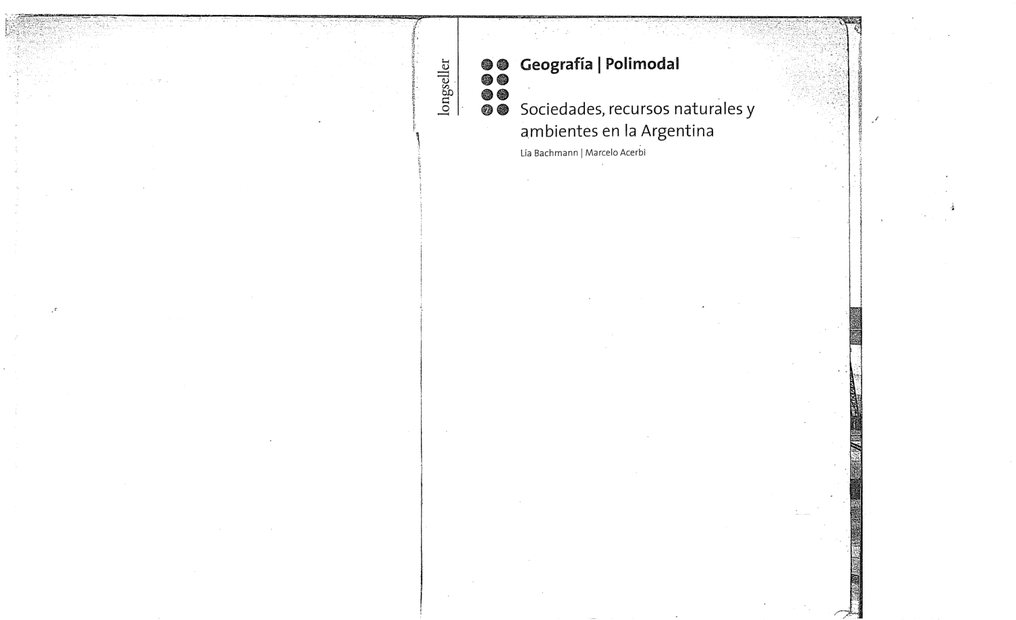 longseller
Geografía | Polimodal
Sociedades, recursos naturales y
ambientes en la Argentina
Lía Bachmann | Marcelo Acerbi